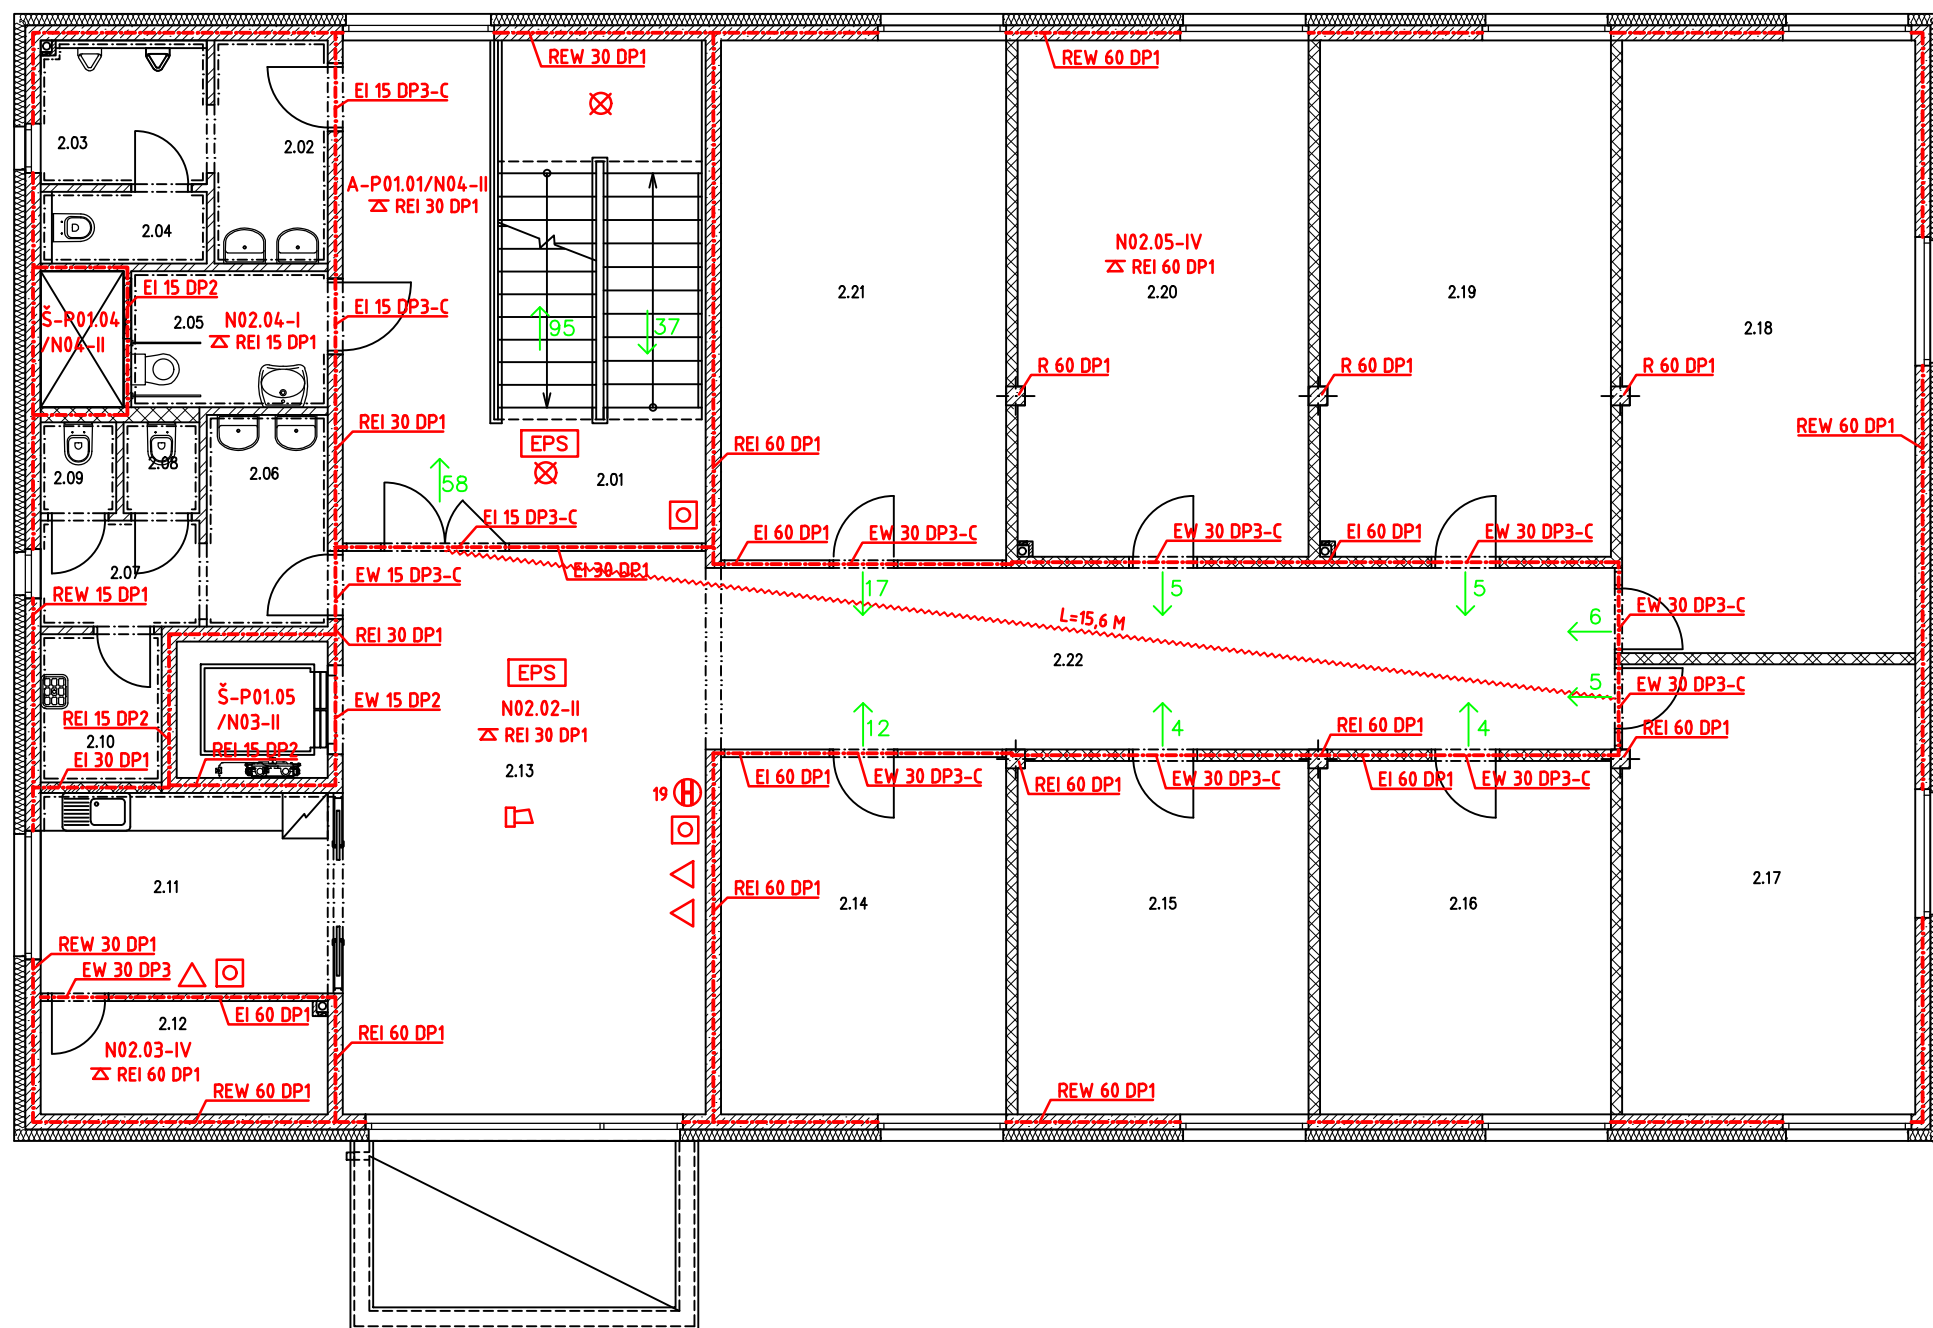 REW 30 DP1
REW 60 DP1
EI 15 DP3-C
2.03
2.02
A-P01.01/N04-II
REI 30 DP1
2.04
N02.05-IV
REI 60 DP1
EI 15 DP2
EI 15 DP3-C
2.21
2.20
2.19
Š-P01.04
/N04-II
2.05
N02.04-I
REI 15 DP1
95
37
2.18
R 60 DP1
R 60 DP1
R 60 DP1
REI 30 DP1
EPS
REI 60 DP1
REW 60 DP1
2.09
2.08
2.06
58
2.01
EI 15 DP3-C
EI 60 DP1
EW 30 DP3-C
EW 30 DP3-C
EI 60 DP1
EW 30 DP3-C
2.07
EW 15 DP3-C
EI 30 DP1
REW 15 DP1
17
5
5
6
EW 30 DP3-C
L=15,6 M
REI 30 DP1
2.22
EPS
Š-P01.05
/N03-II
EW 15 DP2
N02.02-II
REI 30 DP1
5
EW 30 DP3-C
REI 15 DP2
2.10
REI 15 DP2
EI 30 DP1
12
4
4
REI 60 DP1
REI 60 DP1
2.13
EI 60 DP1
EW 30 DP3-C
REI 60 DP1
EW 30 DP3-C
EI 60 DP1
EW 30 DP3-C
19
H
2.11
REI 60 DP1
2.14
2.15
2.16
2.17
REW 30 DP1
EW 30 DP3
EI 60 DP1
2.12
N02.03-IV
REI 60 DP1
REI 60 DP1
REW 60 DP1
REW 60 DP1